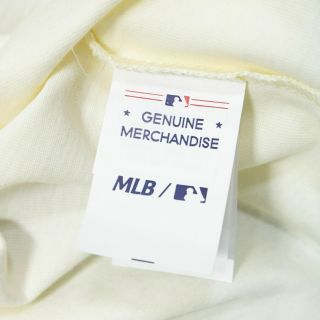 GENUINE
MERCHANDISE
MLB /